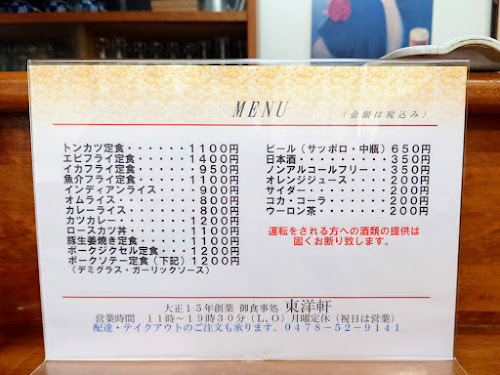 MENU
(金額は税込み)
トンカツ定食・・・・・・1100円
エビフライ定食・・・・・1400円
イカフライ定食・・・・・・950円
魚介フライ定食・・・・・1100円
インディアンライス・・・・900円
オムライス・・・・・・・・800円
カレーライス・・・・・・・800円
カツカレー・・・・・・・1200円
ロースカツ丼・・・・・・1100円
豚生姜焼き定食・・・・・1100円
ポークジクセル定食・・・1200円
ポークソテー定食(下記)1200円
(デミグラス・ガーリックソース)
ビール(サッポロ・中瓶)650円
日本酒・・・・・・・・・350円
ノンアルコールフリー・・350円
オレンジジュース・・・・200円
サイダー・・・・・・・・200円
コカ・コーラ・・・・・・200円
ウーロン茶・・・・・・・200円
運転をされる方への酒類の提供は
固くお断り致します。
大正15年創業 御食事処 東洋軒
営業時間 11時~19時30分(L,O)月曜定休(祝日は営業)
配達・テイクアウトのご注文も承ります。0478-52-9141